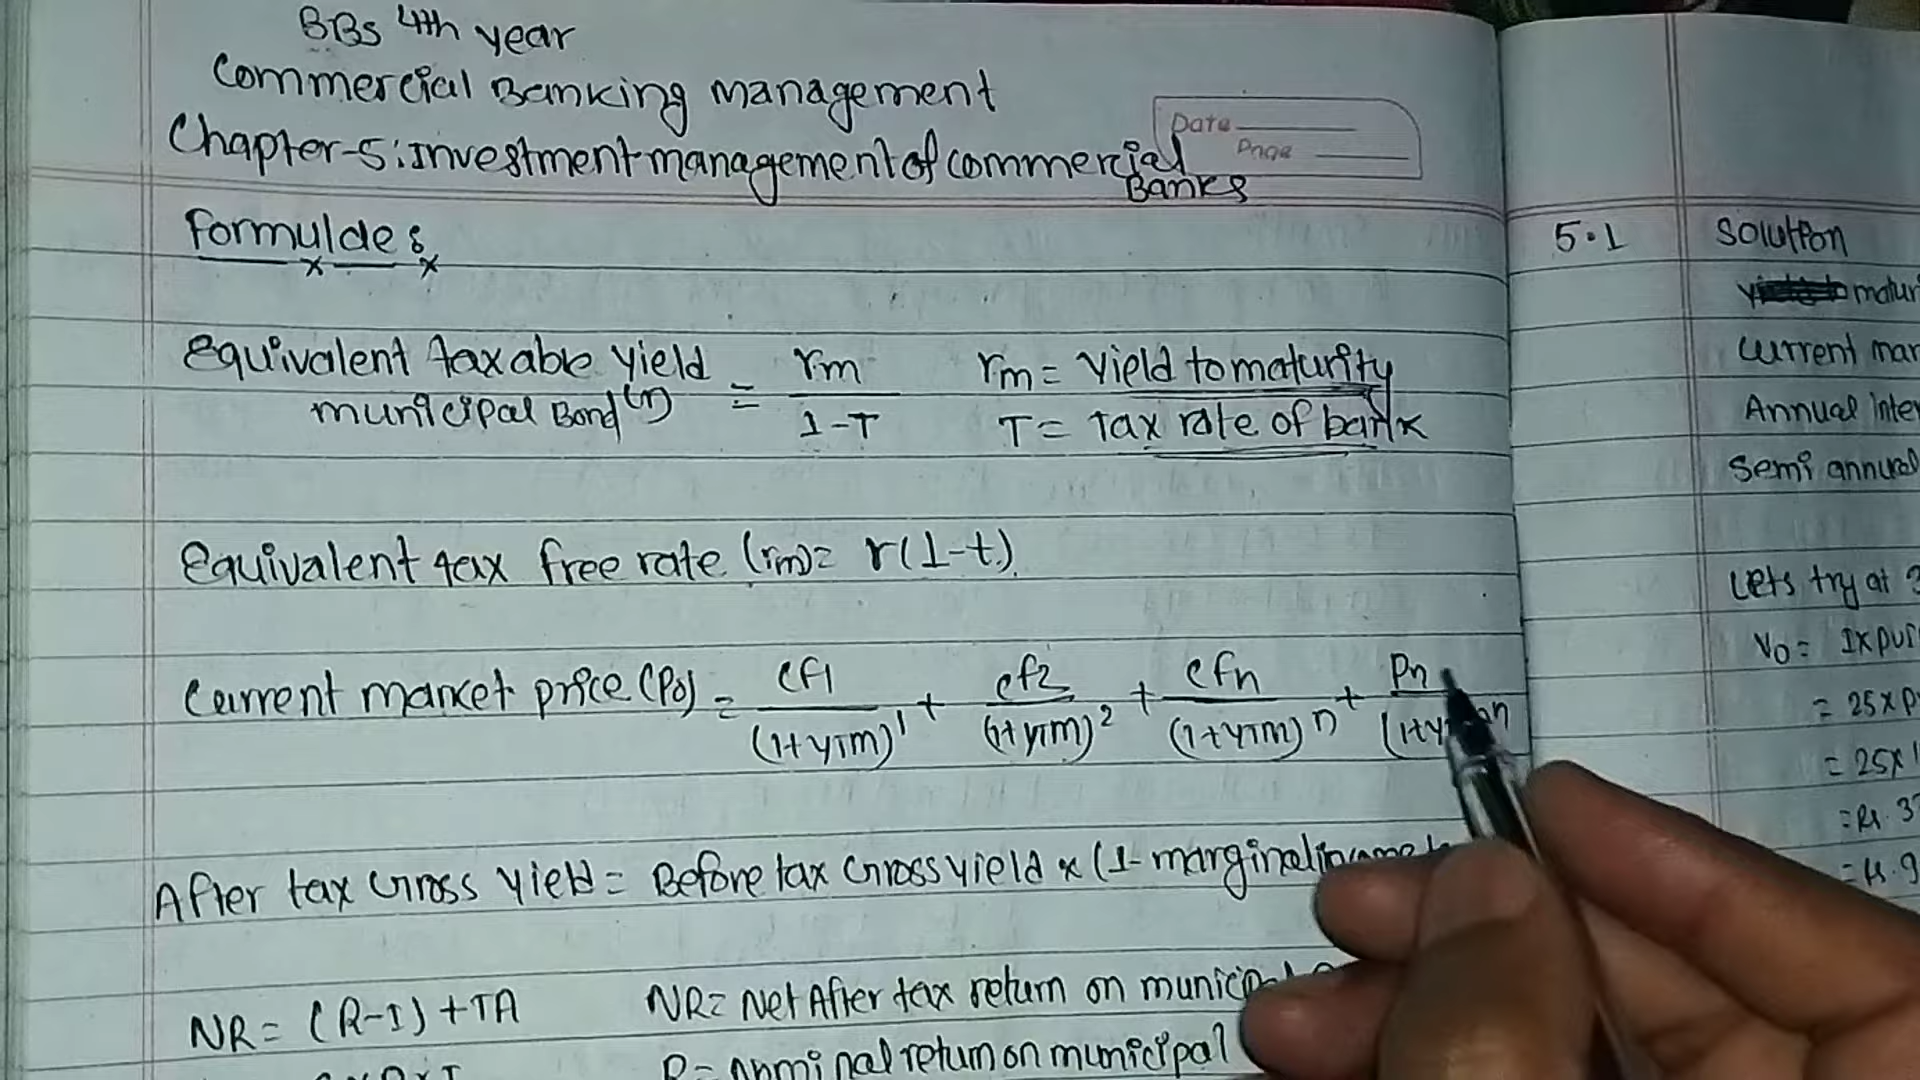 BBS 4th year
Commercial Banking management
Date
Page
Chapter-5: Investment management of commercial
Banks
Formulae :
Equivalent taxable yield municipal Bond (r) = rm / 1-T
rm = yield to maturity
T = Tax rate of bank
Equivalent tax free rate (rm) = r(1-t)
Current market price (P0) = CF1 / (1+YTM)^1 + CF2 / (1+YTM)^2 + CFn / (1+YTM)^n + Pn
After tax Gross Yield = Before tax Gross yield x (1- marginal income
NR = (R-I) + TA
NR = Net After tax return on
R = nominal return on municipal
5.1 Solution
Current
Annual
Semi annual
Lets try at
V0 = I x
= 25 x
= 25 x
= Rs.